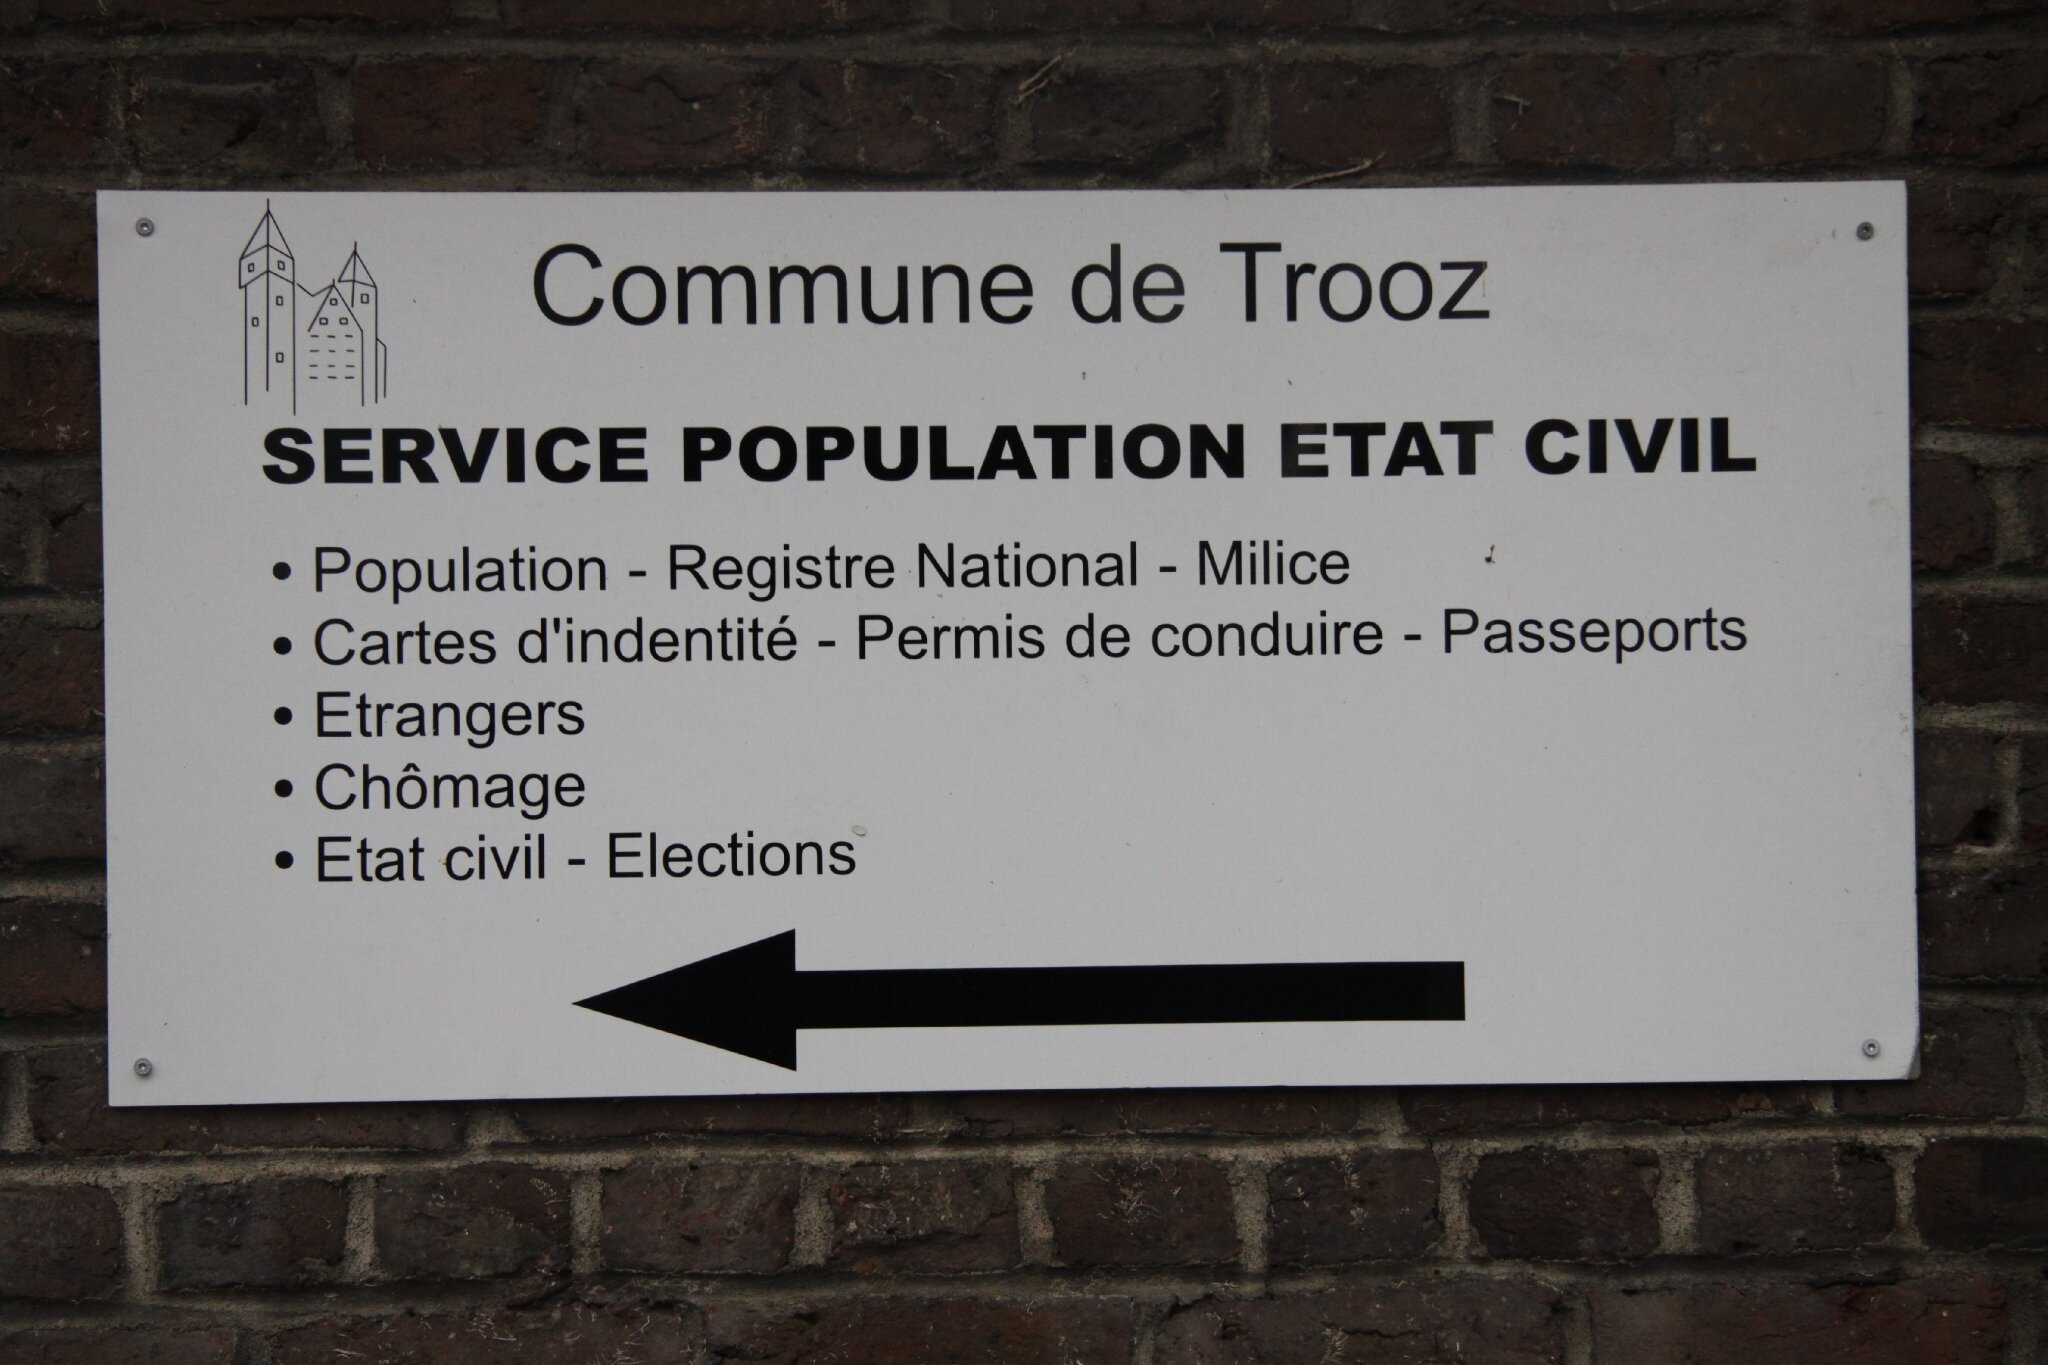 Commune de Trooz
SERVICE POPULATION ETAT CIVIL
• Population - Registre National - Milice
• Cartes d'indentité - Permis de conduire - Passeports
• Etrangers
• Chômage
• Etat civil - Elections